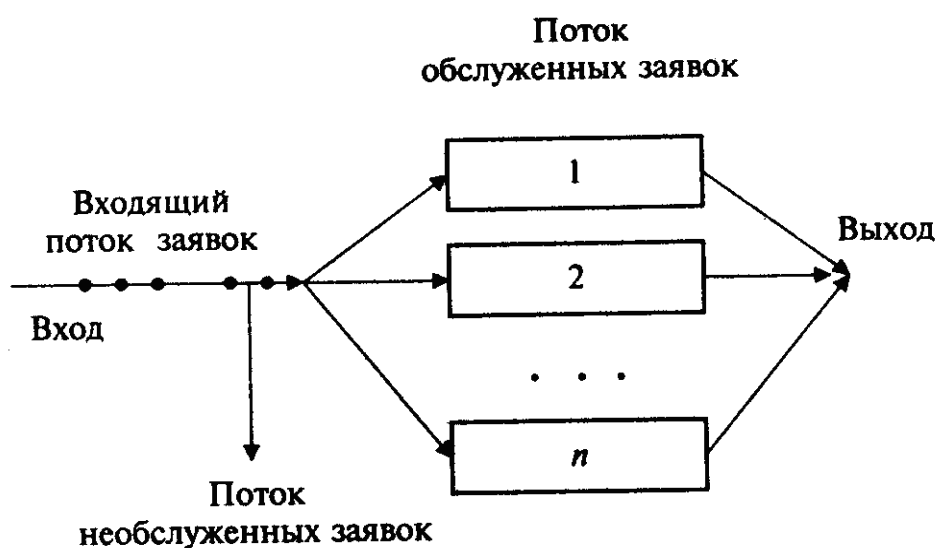 Поток
обслуженных заявок
1
Входящий
поток заявок
Выход
2
Вход
. . .
n
Поток
необслуженных заявок